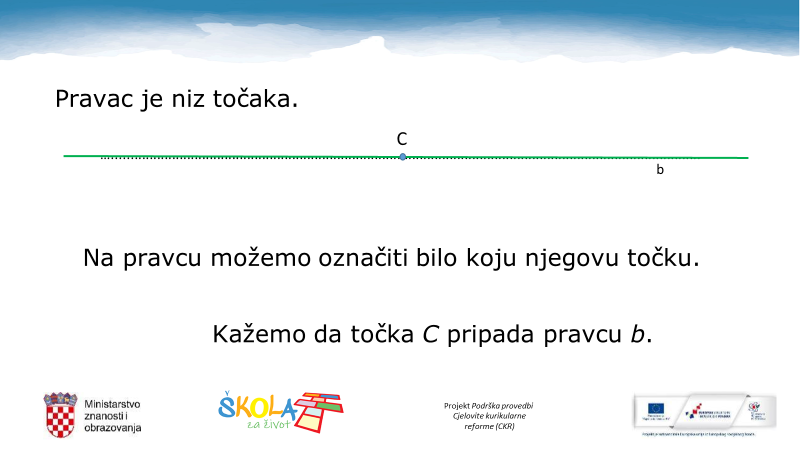 Pravac je niz točaka.
C
b
Na pravcu možemo označiti bilo koju njegovu točku.
Kažemo da točka C pripada pravcu b.
Ministarstvo
znanosti i
obrazovanja
ŠKOLA
za život
Projekt Podrška provedbi
Cjelovite kurikularne
reforme (CKR)